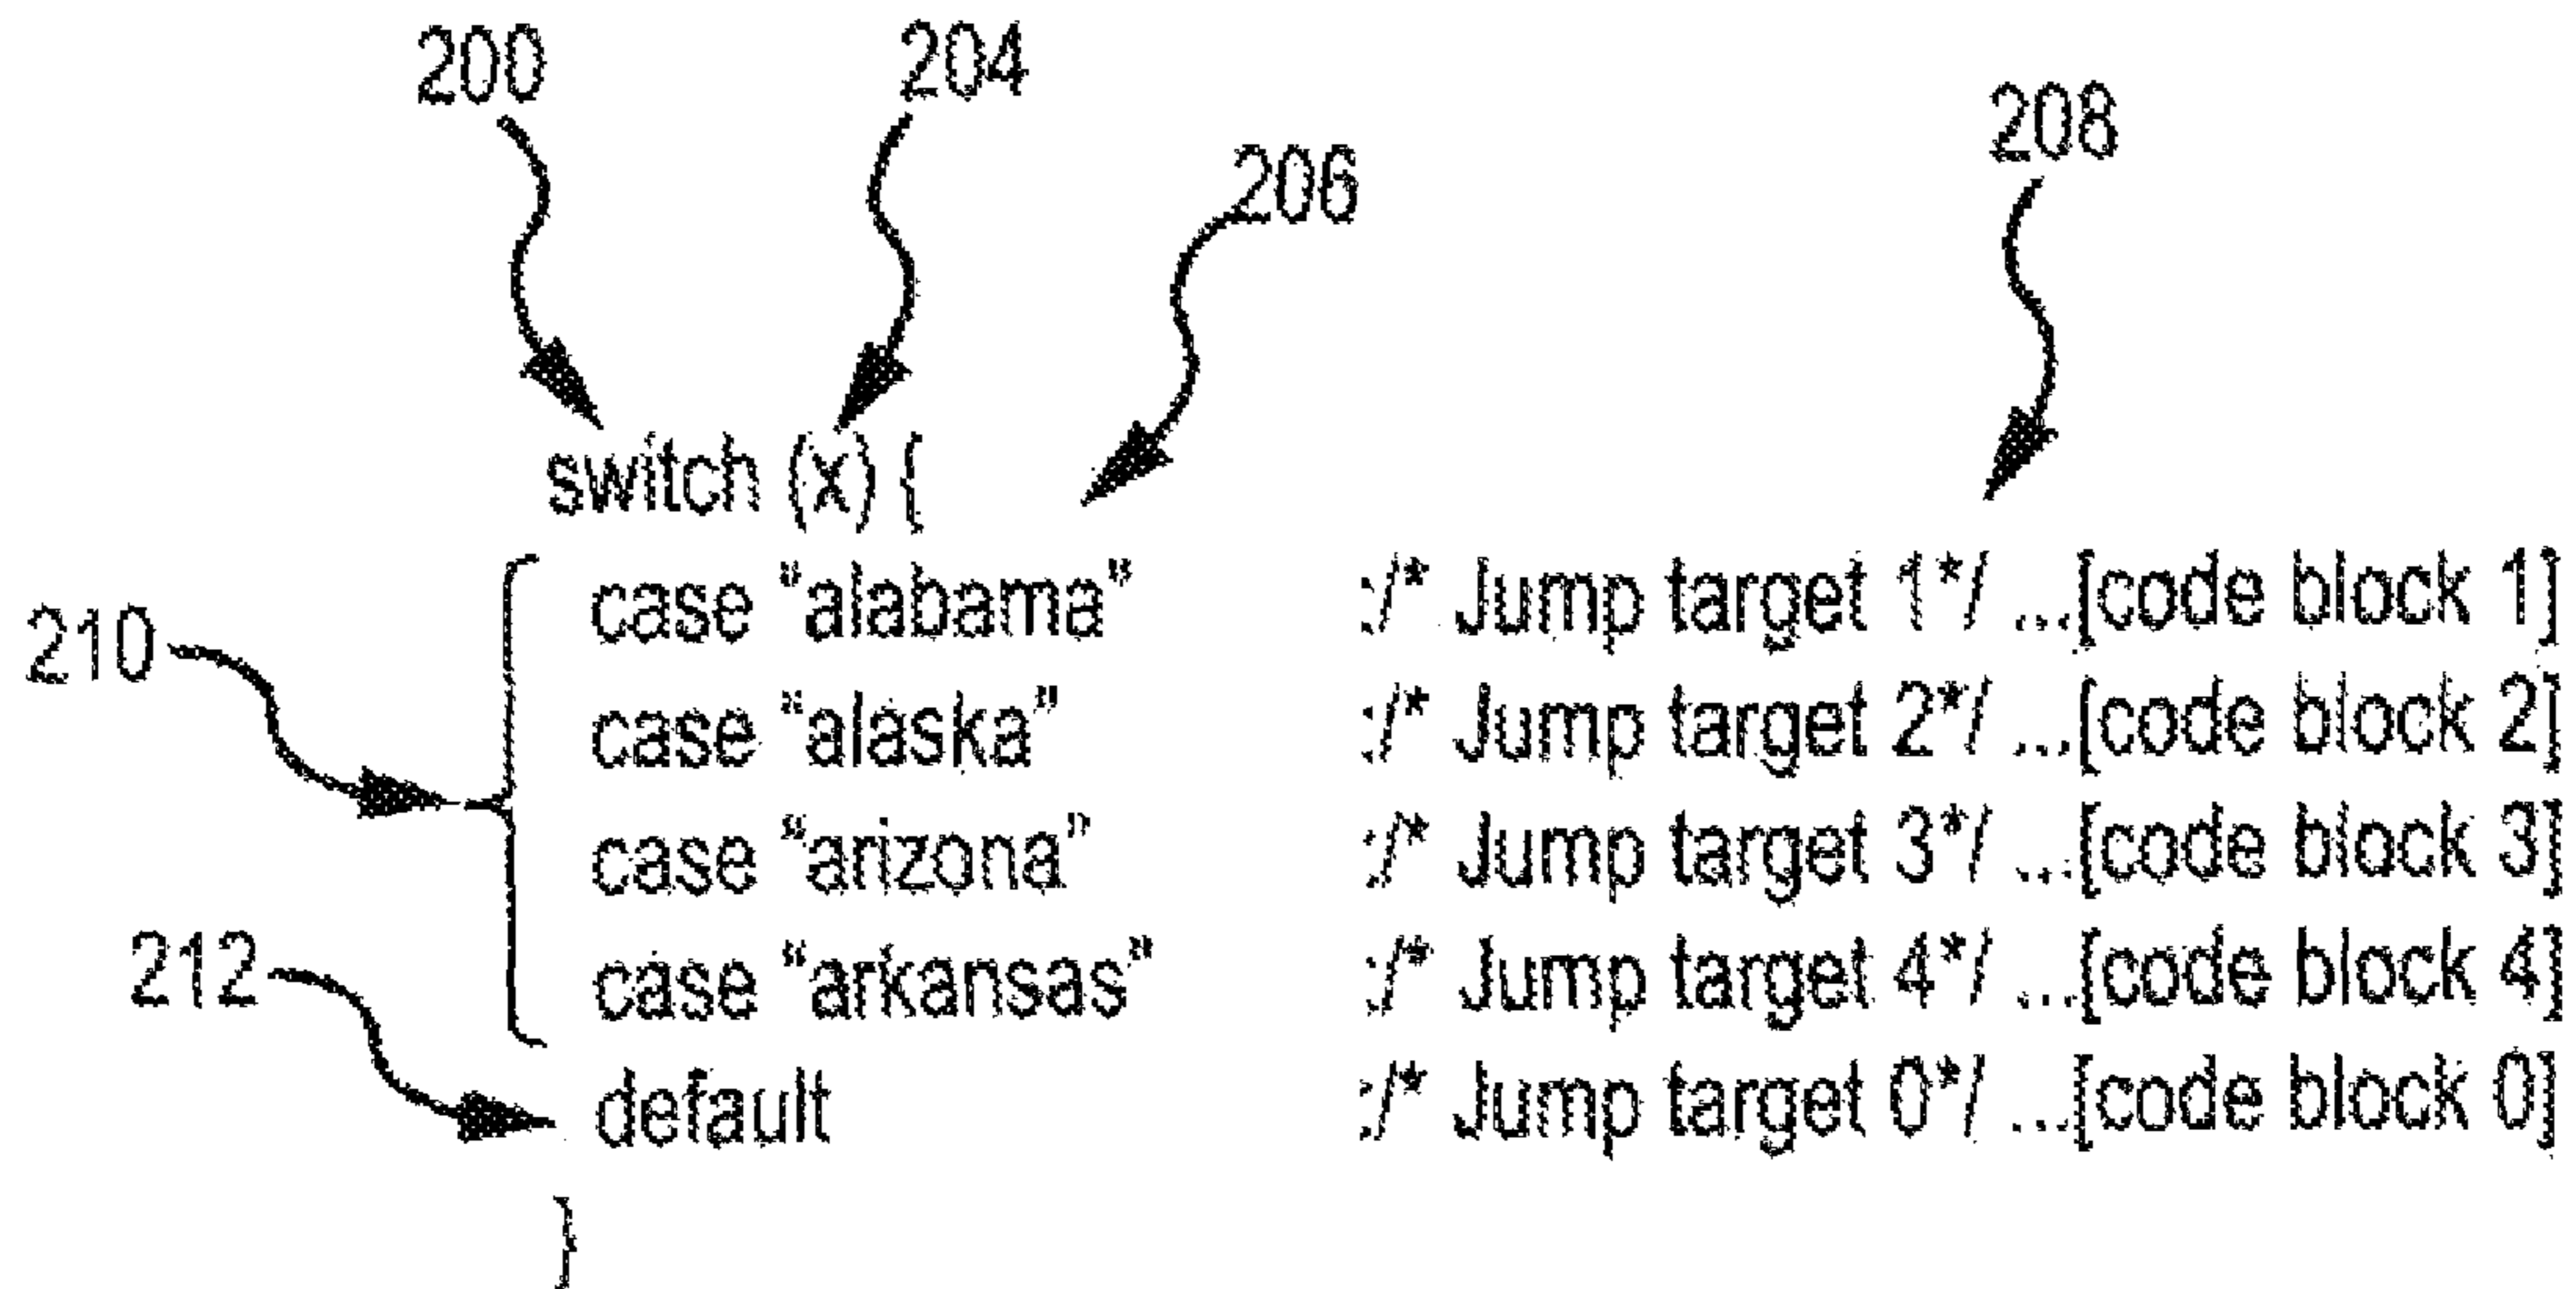 200 204
208
206
switch (x) {
case “alabama” :/* Jump target 1*/ ...[code block 1]
210
case “alaska” :/* Jump target 2*/ ...[code block 2]
case “arizona” :/* Jump target 3*/ ...[code block 3]
212 case “arkansas” :/* Jump target 4*/ ...[code block 4]
default :/* Jump target 0*/ ...[code block 0]
}